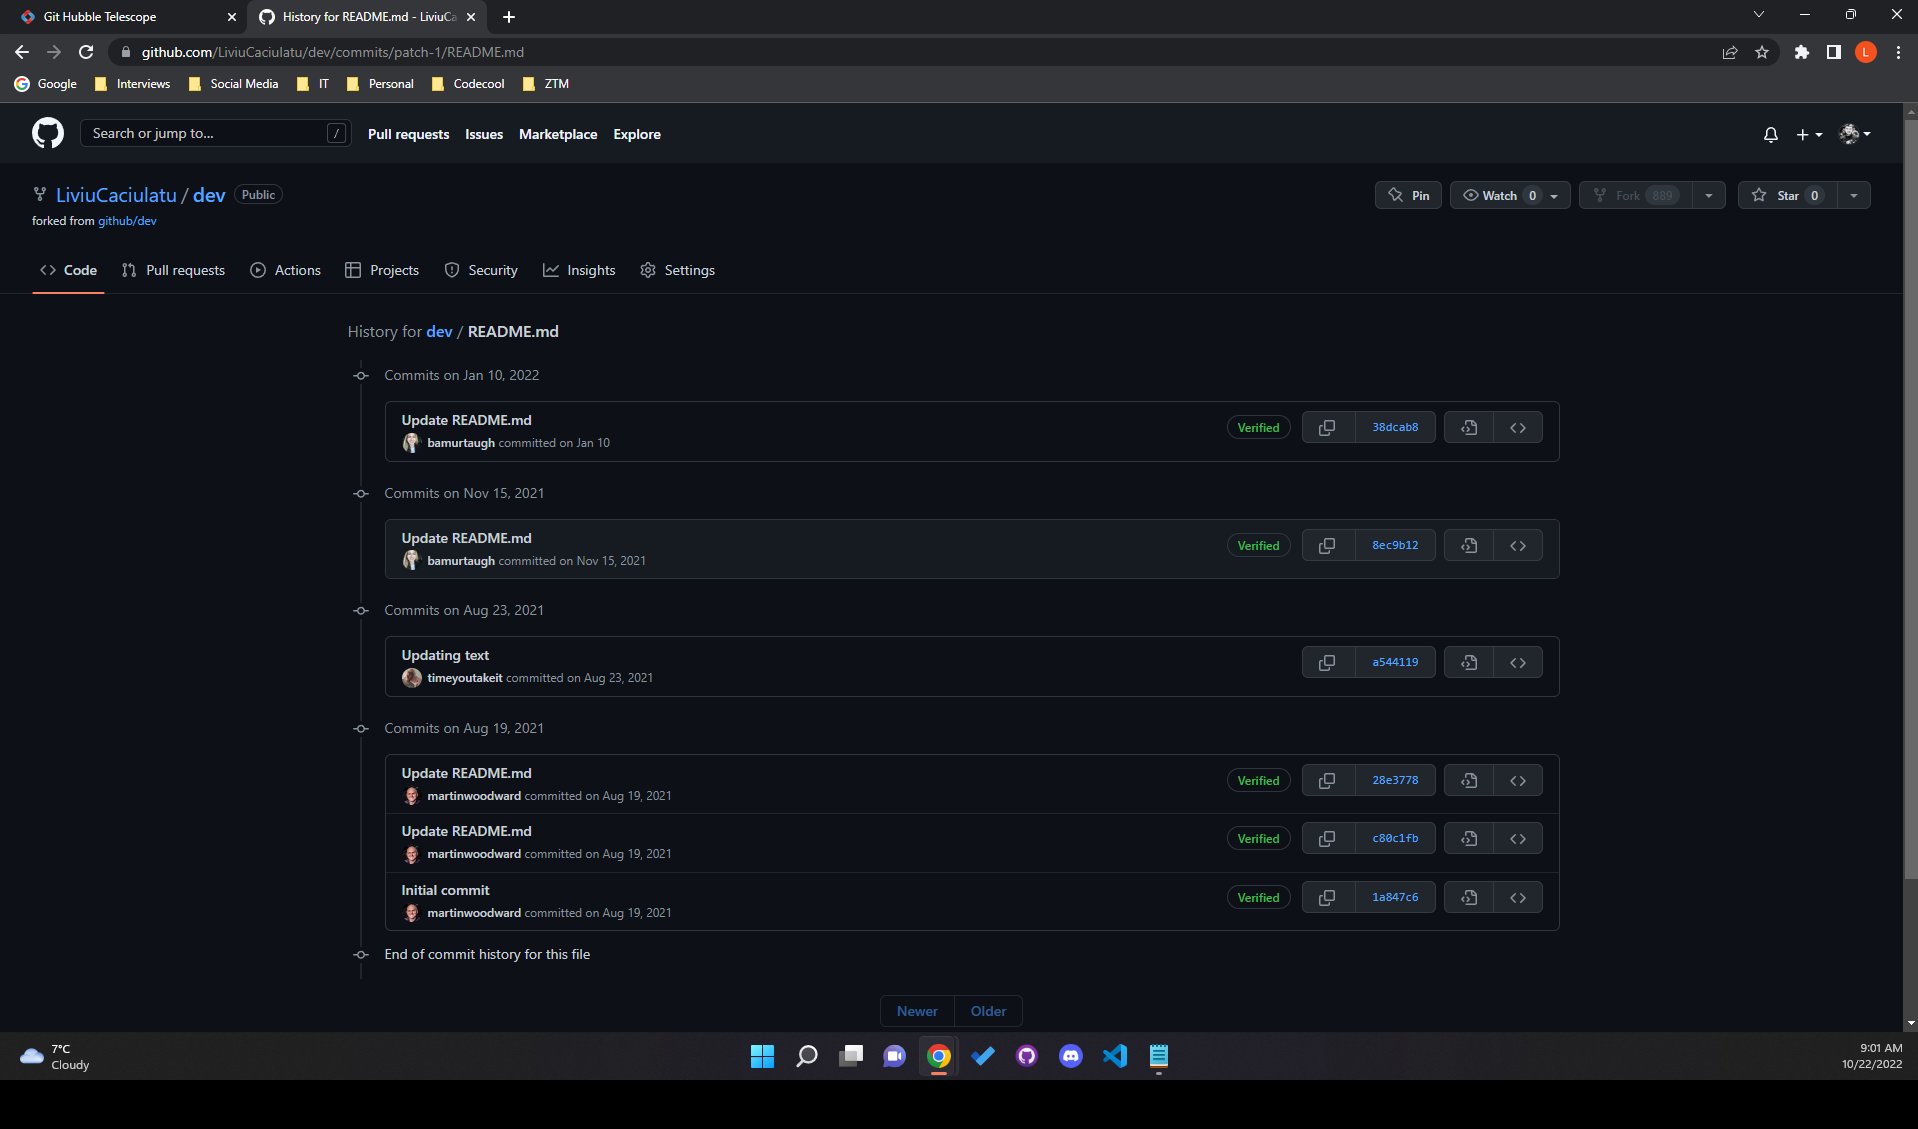 Git Hubble Telescope
History for README.md - LiviuCa
github.com/LiviuCaciulatu/dev/commits/patch-1/README.md
L
Google Interviews Social Media IT Personal Codecool ZTM
Search or jump to... /
Pull requests Issues Marketplace Explore
LiviuCaciulatu / dev Public
Pin Watch 0 Fork 889 Star 0
forked from github/dev
Code Pull requests Actions Projects Security Insights Settings
History for dev / README.md
Commits on Jan 10, 2022
Update README.md
bamurtaugh committed on Jan 10
Verified 38dcab8
Commits on Nov 15, 2021
Update README.md
bamurtaugh committed on Nov 15, 2021
Verified 8ec9b12
Commits on Aug 23, 2021
Updating text
timeyoutakeit committed on Aug 23, 2021
a544119
Commits on Aug 19, 2021
Update README.md
martinwoodward committed on Aug 19, 2021
Verified 28e3778
Update README.md
martinwoodward committed on Aug 19, 2021
Verified c80c1fb
Initial commit
martinwoodward committed on Aug 19, 2021
Verified 1a847c6
End of commit history for this file
Newer Older
7°C
Cloudy
9:01 AM
10/22/2022